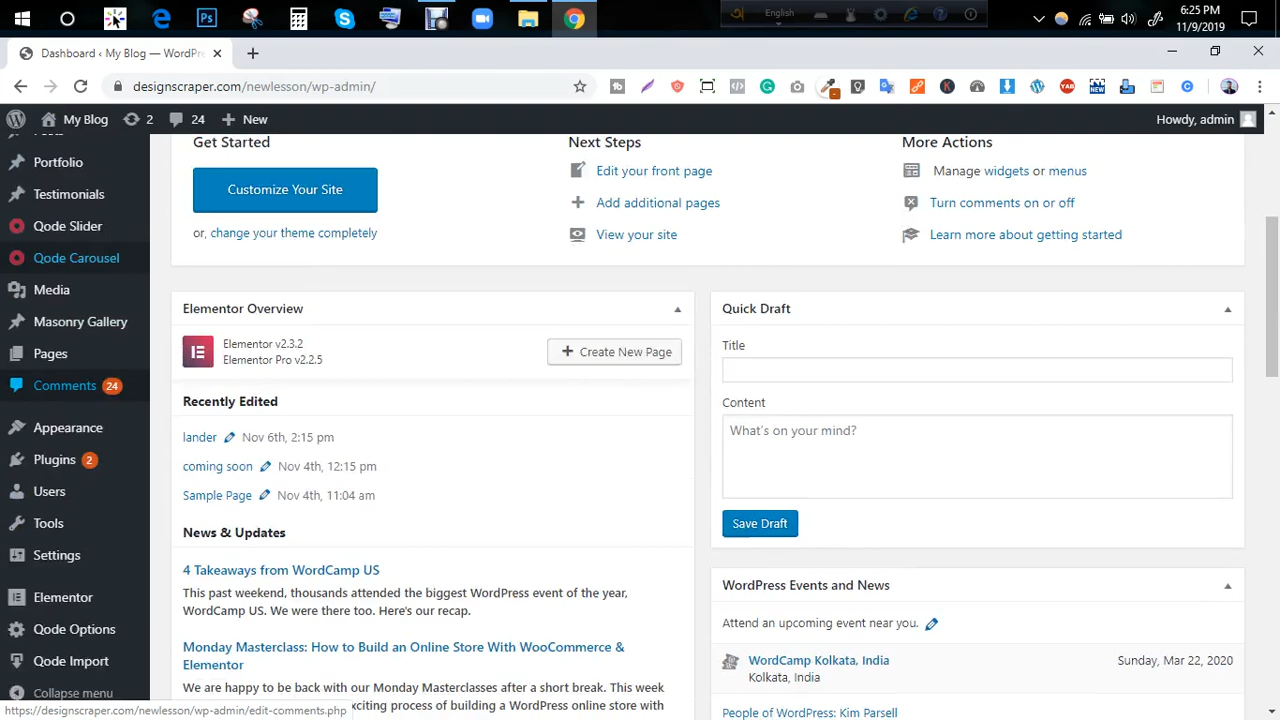 English
6:25 PM
11/9/2019
Dashboard ‹ My Blog — WordPre
designscraper.com/newlesson/wp-admin/
My Blog
2
24
New
Howdy, admin
Portfolio
Testimonials
Qode Slider
Qode Carousel
Media
Masonry Gallery
Pages
Comments 24
Appearance
Plugins 2
Users
Tools
Settings
Elementor
Qode Options
Qode Import
Collapse menu
Get Started
Customize Your Site
or, change your theme completely
Next Steps
Edit your front page
Add additional pages
View your site
More Actions
Manage widgets or menus
Turn comments on or off
Learn more about getting started
Elementor Overview
Elementor v2.3.2
Elementor Pro v2.2.5
Create New Page
Recently Edited
lander Nov 6th, 2:15 pm
coming soon Nov 4th, 12:15 pm
Sample Page Nov 4th, 11:04 am
News & Updates
4 Takeaways from WordCamp US
This past weekend, thousands attended the biggest WordPress event of the year,
WordCamp US. We were there too. Here's our recap.
Monday Masterclass: How to Build an Online Store With WooCommerce &
Elementor
We are happy to be back with our Monday Masterclasses after a short break. This week
exciting process of building a WordPress online store with
Quick Draft
Title
Content
What's on your mind?
Save Draft
WordPress Events and News
Attend an upcoming event near you.
WordCamp Kolkata, India
Sunday, Mar 22, 2020
Kolkata, India
People of WordPress: Kim Parsell
https://designscraper.com/newlesson/wp-admin/edit-comments.php